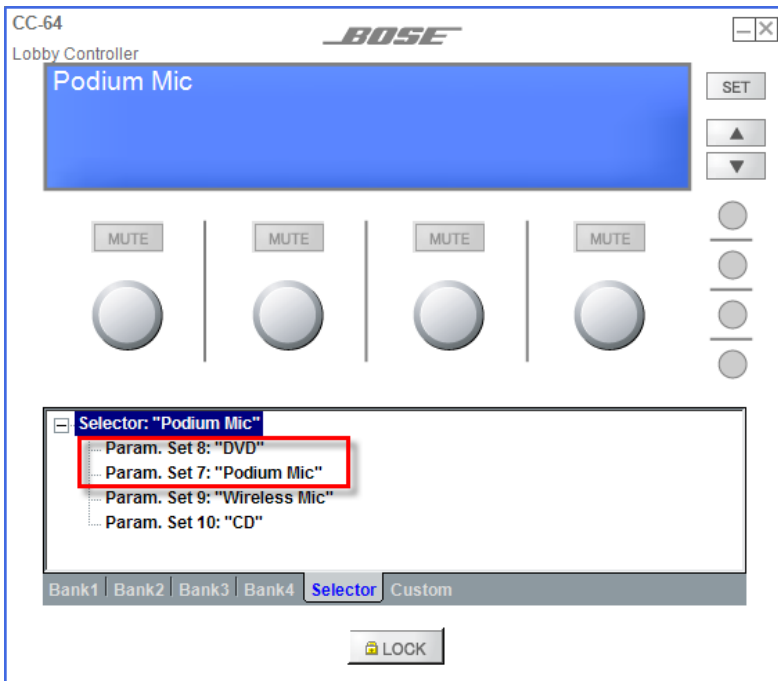 CC-64
BOSE
Lobby Controller
Podium Mic
SET
MUTE MUTE MUTE MUTE
Selector: "Podium Mic"
Param. Set 8: "DVD"
Param. Set 7: "Podium Mic"
Param. Set 9: "Wireless Mic"
Param. Set 10: "CD"
Bank1 Bank2 Bank3 Bank4 Selector Custom
LOCK